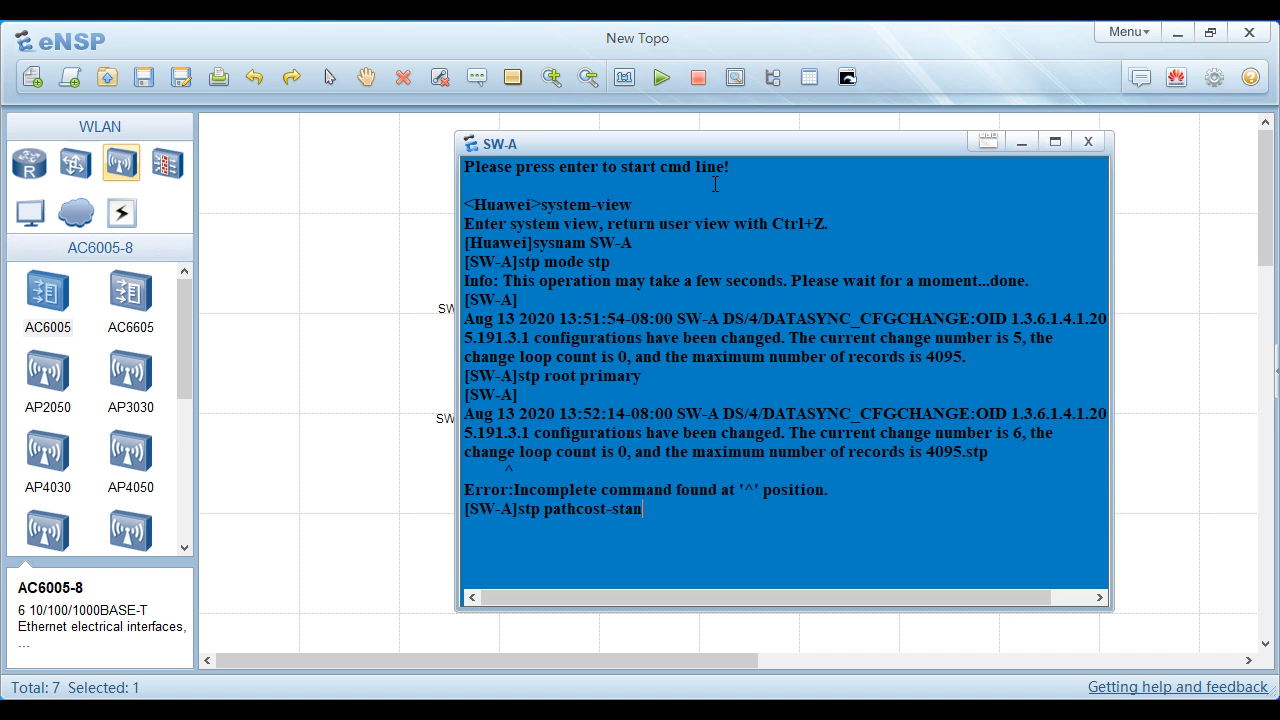 eNSP
New Topo
Menu
WLAN
AC6005-8
AC6005
AC6605
AP2050
AP3030
AP4030
AP4050
AC6005-8
6 10/100/1000BASE-T
Ethernet electrical interfaces,
...
SW
SW
SW-A
Please press enter to start cmd line!
<Huawei>system-view
Enter system view, return user view with Ctrl+Z.
[Huawei]sysnam SW-A
[SW-A]stp mode stp
Info: This operation may take a few seconds. Please wait for a moment...done.
[SW-A]
Aug 13 2020 13:51:54-08:00 SW-A DS/4/DATASYNC_CFGCHANGE:OID 1.3.6.1.4.1.20
5.191.3.1 configurations have been changed. The current change number is 5, the
change loop count is 0, and the maximum number of records is 4095.
[SW-A]stp root primary
[SW-A]
Aug 13 2020 13:52:14-08:00 SW-A DS/4/DATASYNC_CFGCHANGE:OID 1.3.6.1.4.1.20
5.191.3.1 configurations have been changed. The current change number is 6, the
change loop count is 0, and the maximum number of records is 4095.stp
^
Error:Incomplete command found at '^' position.
[SW-A]stp pathcost-stan
Total: 7 Selected: 1
Getting help and feedback